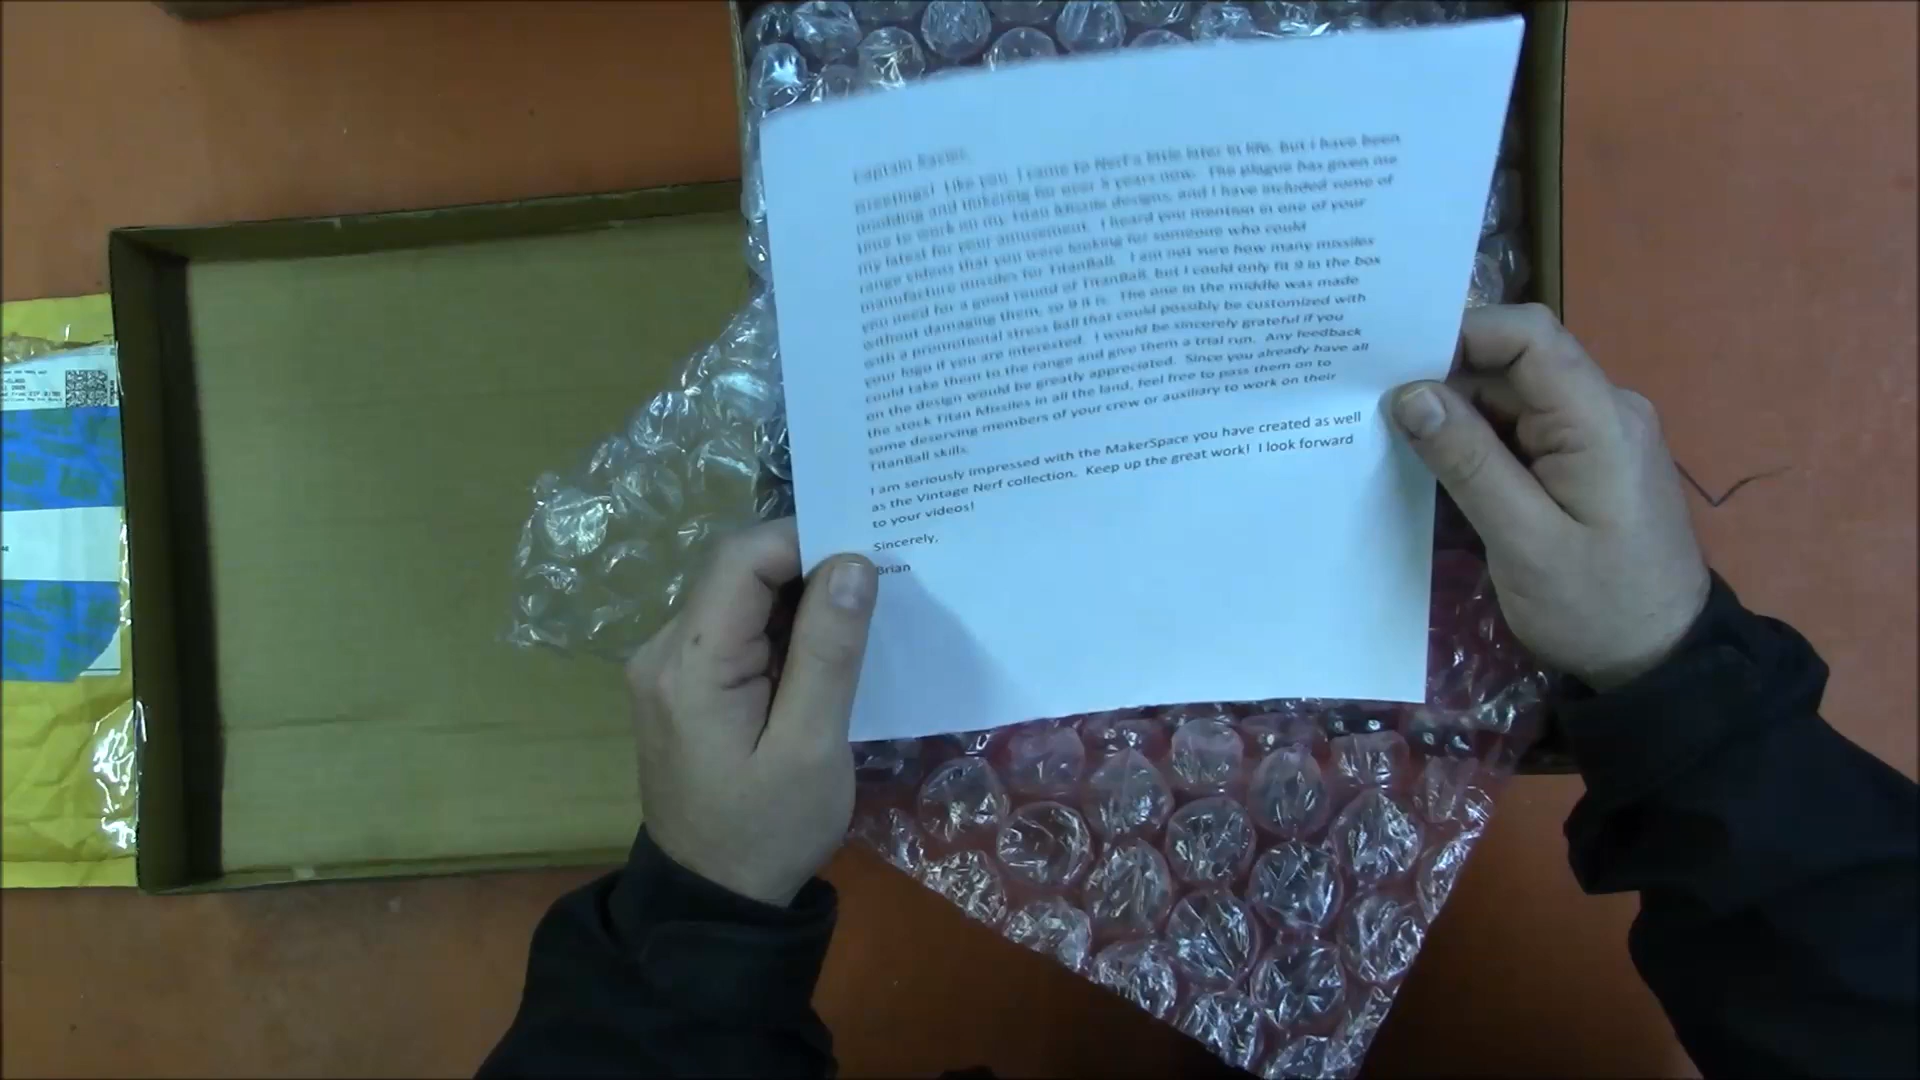 Captain
Greetings! Like you, I came to Nerf a little later in life, but I have been
modding and tinkering for over 5 years now. The plague has given me
time to work on my Titan Missile designs, and I have included some of
my latest for your amusement. I heard you mention in one of your
range videos that you were looking for someone who could
manufacture missiles for TitanBall. I am not sure how many missiles
you need for a good round of TitanBall, but I could only fit 9 in the box
without damaging them, so 9 it is. The one in the middle was made
with a promotional stress ball that could possibly be customized with
your logo if you are interested. I would be sincerely grateful if you
could take them to the range and give them a trial run. Any feedback
on the design would be greatly appreciated. Since you already have all
the stock Titan Missiles in all the land, feel free to pass them on to
some deserving members of your crew or auxiliary to work on their
TitanBall skills.
I am seriously impressed with the MakerSpace you have created as well
as the Vintage Nerf collection. Keep up the great work! I look forward
to your videos!
Sincerely,
Brian